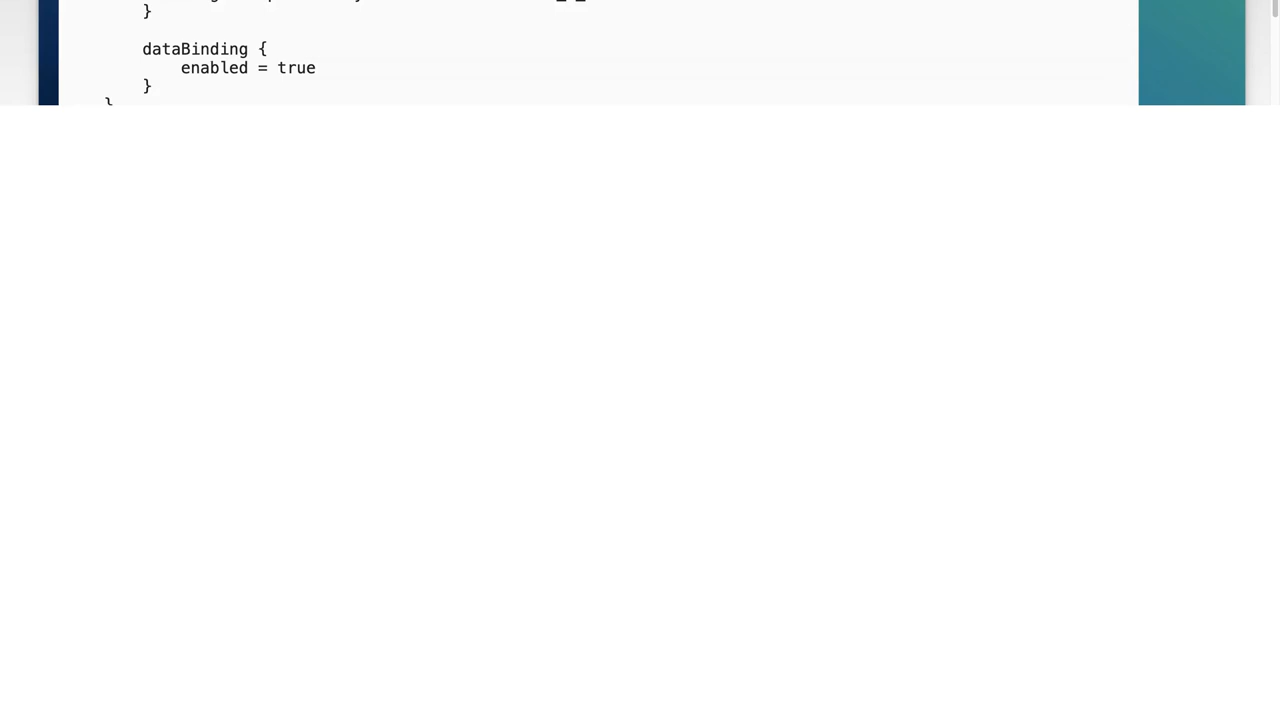 }
dataBinding {
enabled = true
}
}